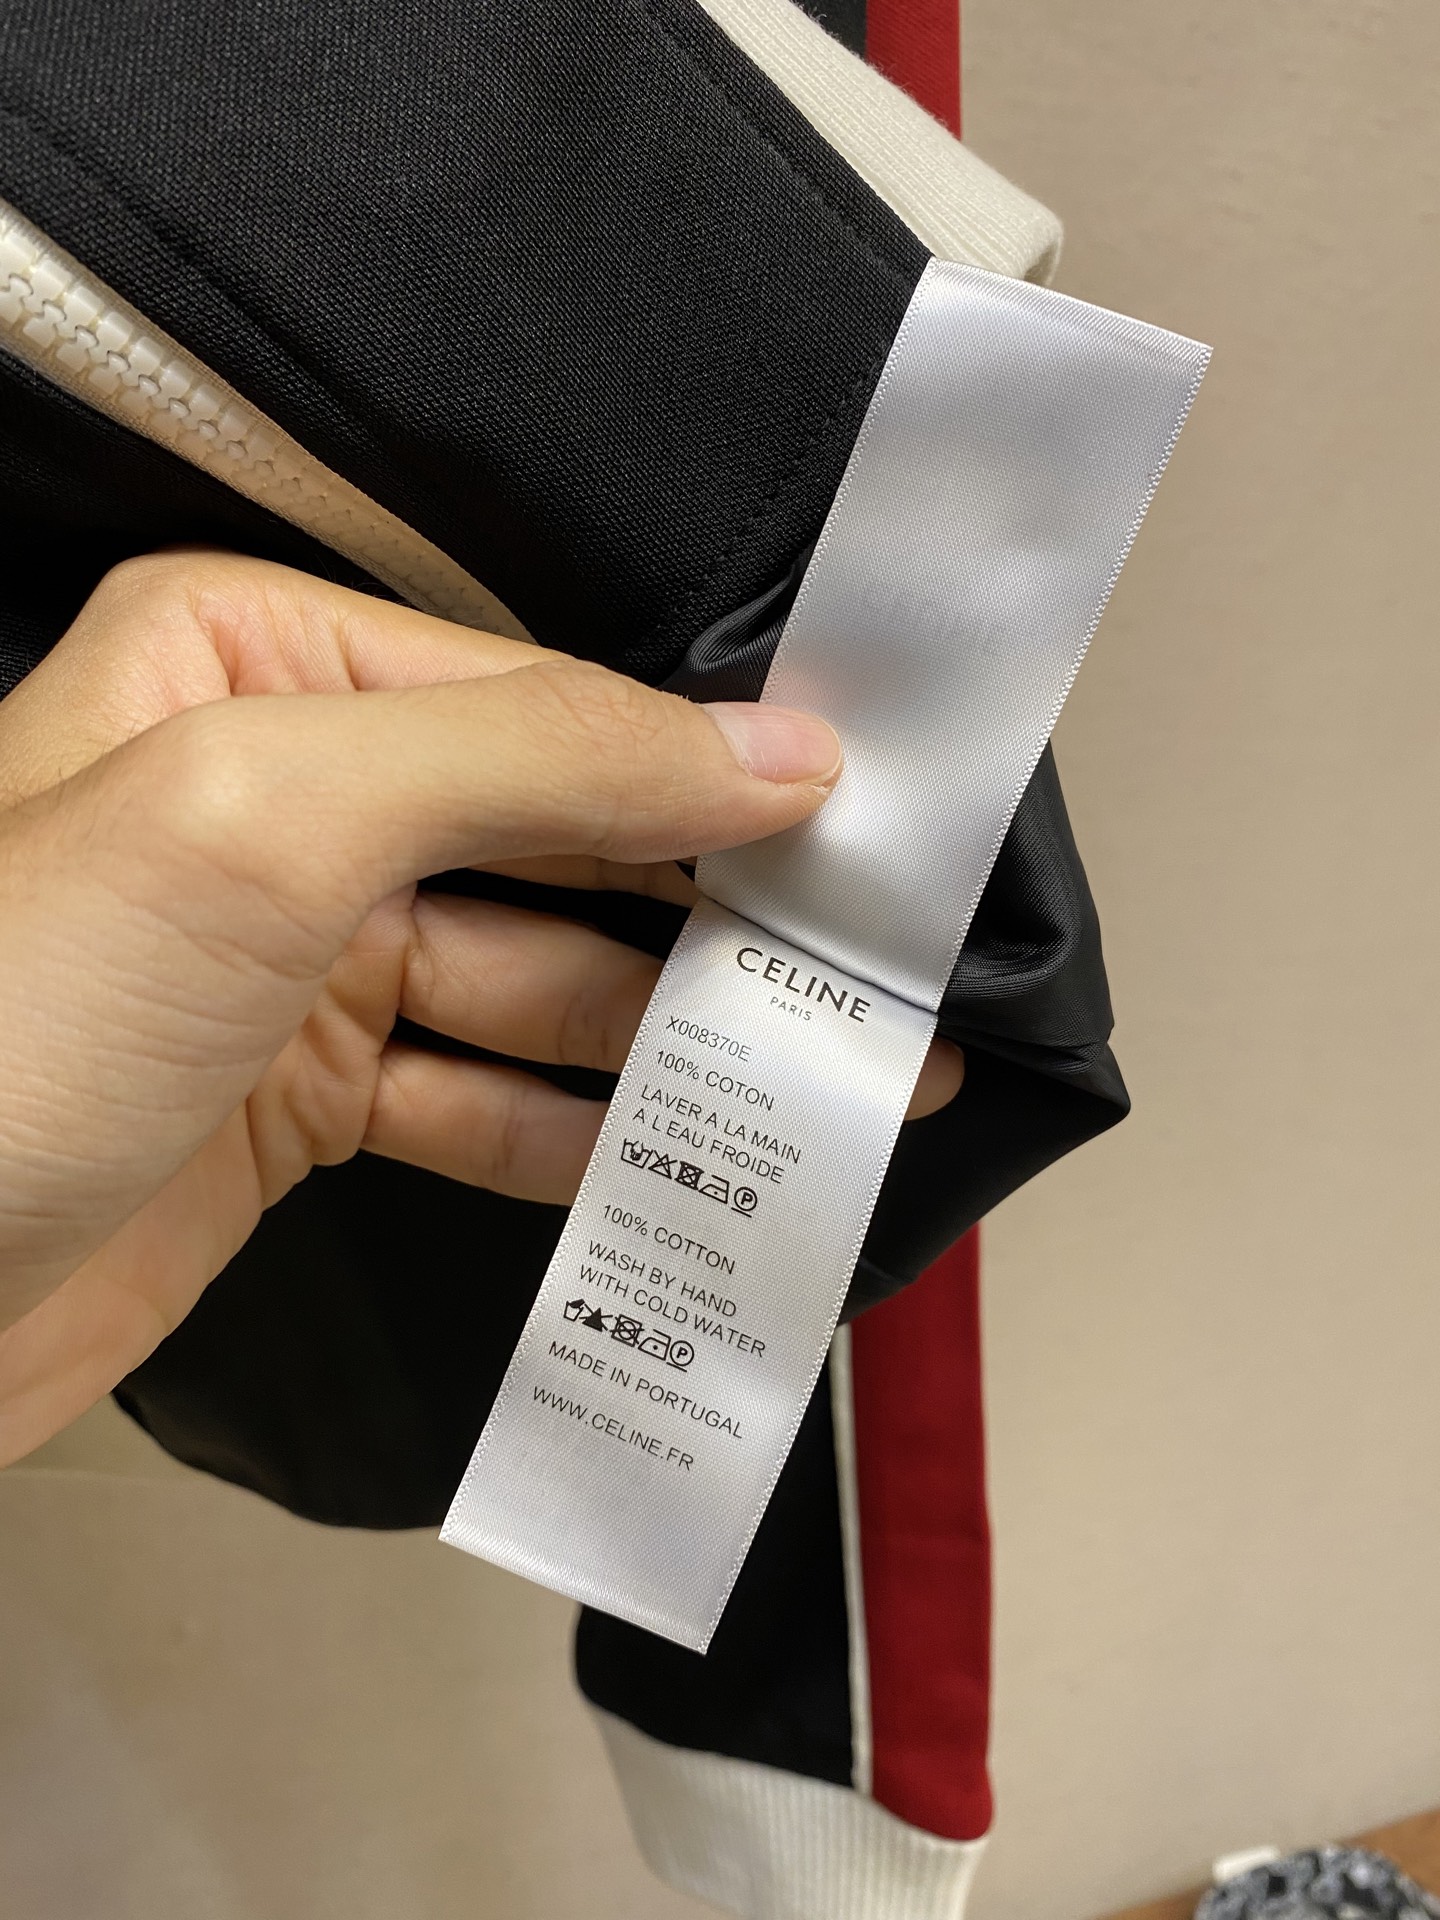 CELINE
PARIS
X008370E
100% COTON
LAVER A LA MAIN
A L EAU FROIDE
P
100% COTTON
WASH BY HAND
WITH COLD WATER
P
MADE IN PORTUGAL
WWW.CELINE.FR